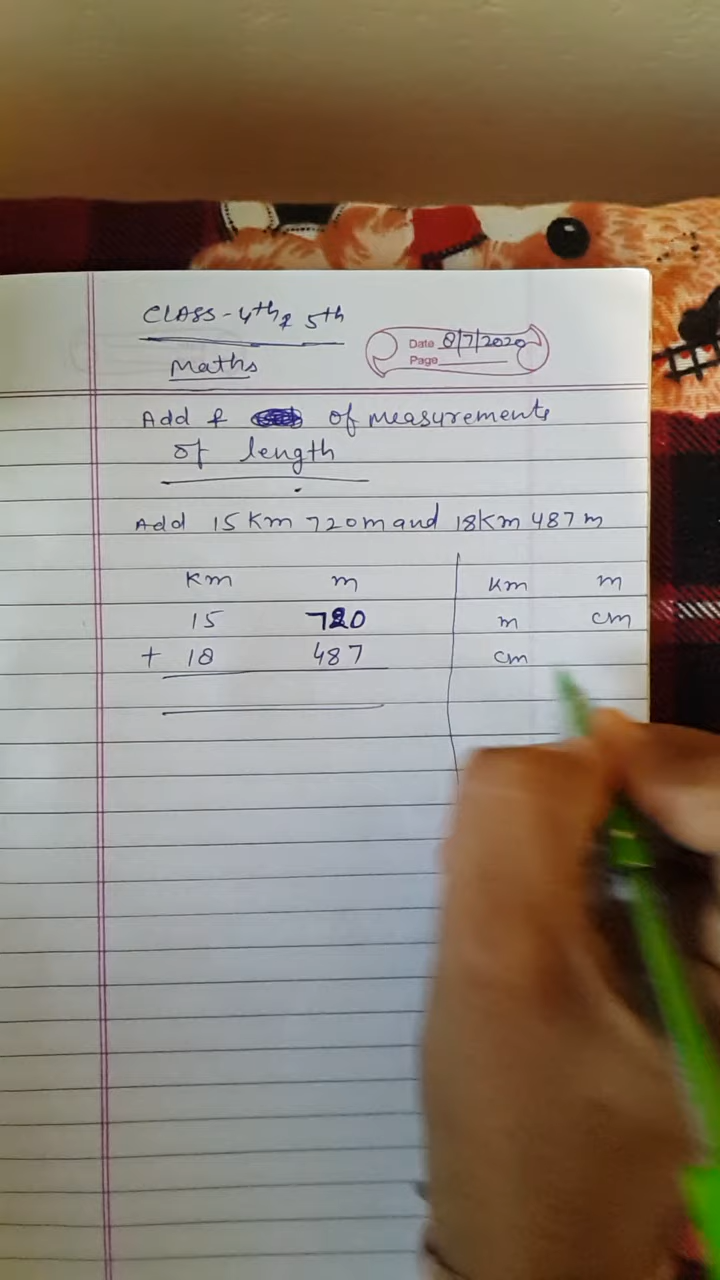 CLASS-4th & 5th
Maths
Date 8/7/2020
Page
Add & of measurements
of length
Add 15 Km 720 m and 18 Km 487 m
Km m
15 720
+ 18 487
Km m
m cm
cm